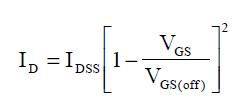 I_D = I_DSS [1 - V_GS / V_GS(off)]^2